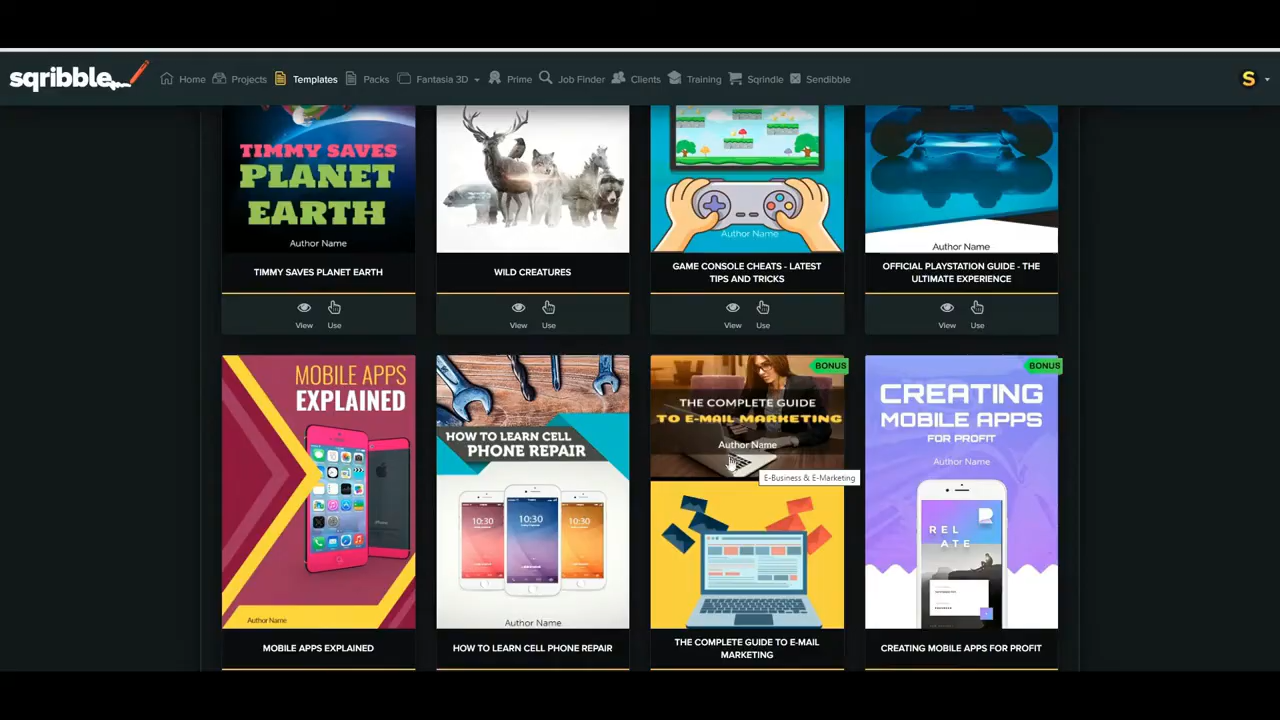 sqribble
Home Projects Templates Packs Fantasia 3D Prime Job Finder Clients Training Sqrindle Sendibble S
TIMMY SAVES
PLANET
EARTH
Author Name
TIMMY SAVES PLANET EARTH
View Use
WILD CREATURES
View Use
Author Name
GAME CONSOLE CHEATS - LATEST
TIPS AND TRICKS
View Use
Author Name
OFFICIAL PLAYSTATION GUIDE - THE
ULTIMATE EXPERIENCE
View Use
MOBILE APPS
EXPLAINED
iPhone
Author Name
MOBILE APPS EXPLAINED
HOW TO LEARN CELL
PHONE REPAIR
10:30 10:30 10:30
Author Name
HOW TO LEARN CELL PHONE REPAIR
BONUS
THE COMPLETE GUIDE
TO E-MAIL MARKETING
Author Name
E-Business & E-Marketing
THE COMPLETE GUIDE TO E-MAIL
MARKETING
BONUS
CREATING
MOBILE APPS
FOR PROFIT
Author Name
REL
ATE
CREATING MOBILE APPS FOR PROFIT